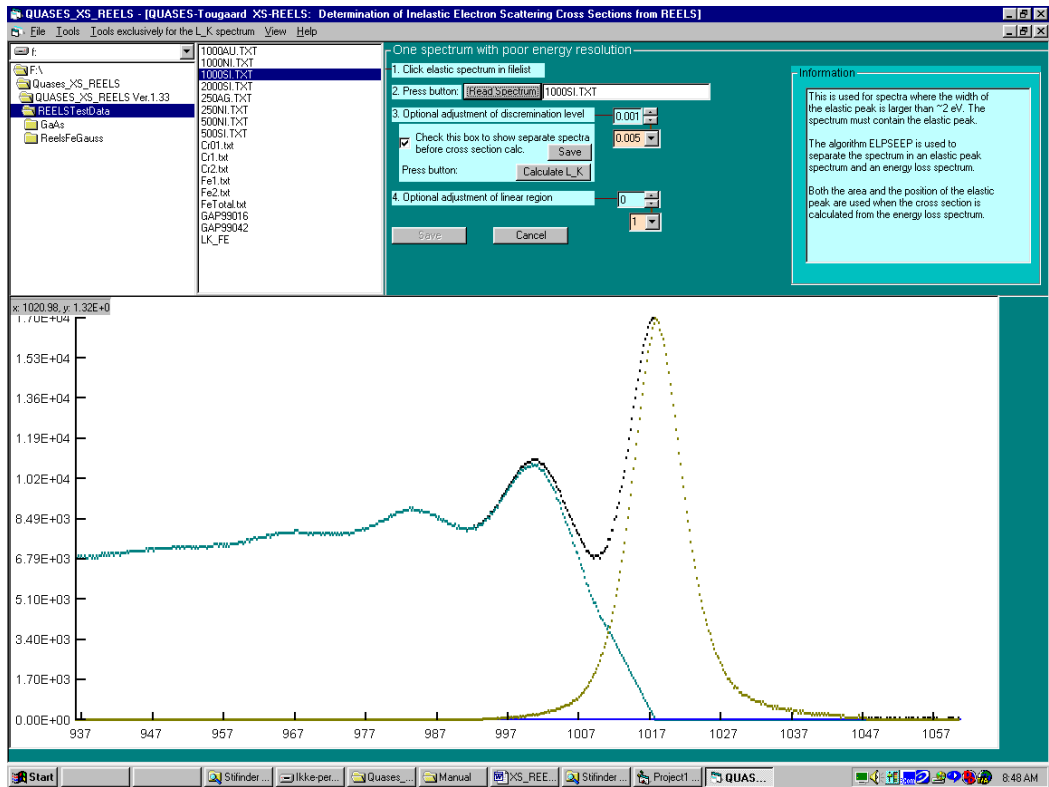 QUASES_XS_REELS - [QUASES-Tougaard XS-REELS: Determination of Inelastic Electron Scattering Cross Sections from REELS]
File Tools Tools exclusively for the L_K spectrum View Help
f:
F:\
Quases_XS_REELS
QUASES_XS_REELS Ver.1.33
REELSTestData
GaAs
ReelsFeGauss
1000AU.TXT
1000NI.TXT
1000SI.TXT
2000SI.TXT
250AG.TXT
250NI.TXT
500NI.TXT
500SI.TXT
Cr01.txt
Cr1.txt
Cr2.txt
Fe1.txt
Fe2.txt
FeTotal.txt
GAP99016
GAP99042
LK_FE
One spectrum with poor energy resolution
1. Click elastic spectrum in filelist
2. Press button: Read Spectrum 1000SI.TXT
3. Optional adjustment of discremination level 0.001
0.005
Check this box to show separate spectra
before cross section calc. Save
Press button: Calculate L_K
4. Optional adjustment of linear region 0
1
Save Cancel
Information
This is used for spectra where the width of
the elastic peak is larger than ~2 eV. The
spectrum must contain the elastic peak.
The algorithm ELPSEEP is used to
separate the spectrum in an elastic peak
spectrum and an energy loss spectrum.
Both the area and the position of the elastic
peak are used when the cross section is
calculated from the energy loss spectrum.
x: 1020.98, y: 1.32E+0
1.70E+04
1.53E+04
1.36E+04
1.19E+04
1.02E+04
8.49E+03
6.79E+03
5.10E+03
3.40E+03
1.70E+03
0.00E+00
937 947 957 967 977 987 997 1007 1017 1027 1037 1047 1057
Start Stifinder ... Ikke-per... Quases_... Manual XS_REE... Stifinder ... Project1 ... QUAS... 8:48 AM